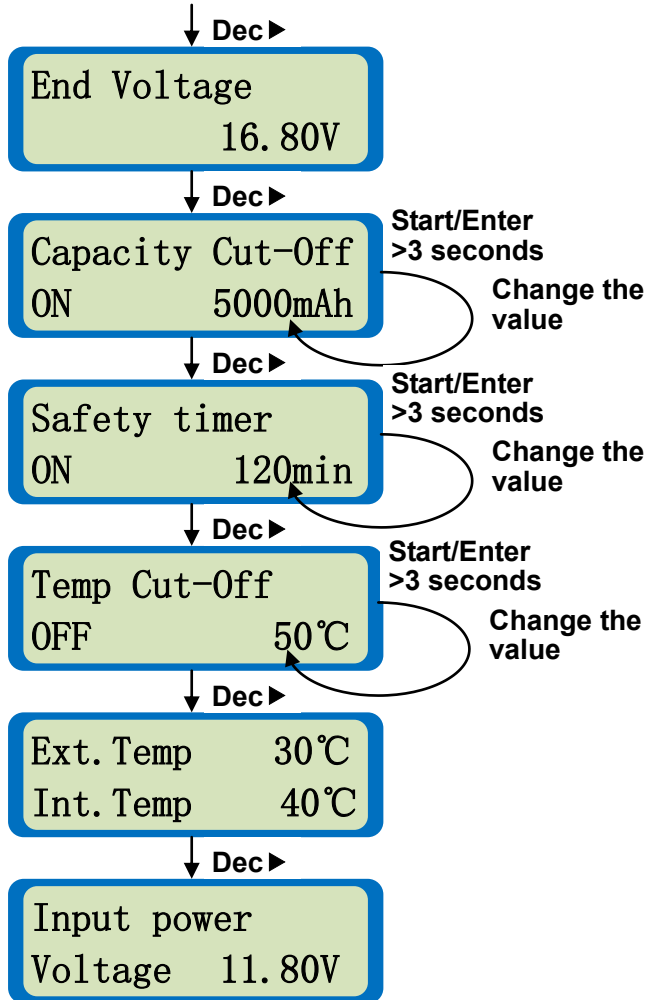 Dec▶
End Voltage
16.80V
Dec▶
Start/Enter
>3 seconds
Capacity Cut-Off
ON 5000mAh
Change the
value
Dec▶
Start/Enter
>3 seconds
Safety timer
ON 120min
Change the
value
Dec▶
Start/Enter
>3 seconds
Temp Cut-Off
OFF 50℃
Change the
value
Dec▶
Ext.Temp 30℃
Int.Temp 40℃
Dec▶
Input power
Voltage 11.80V